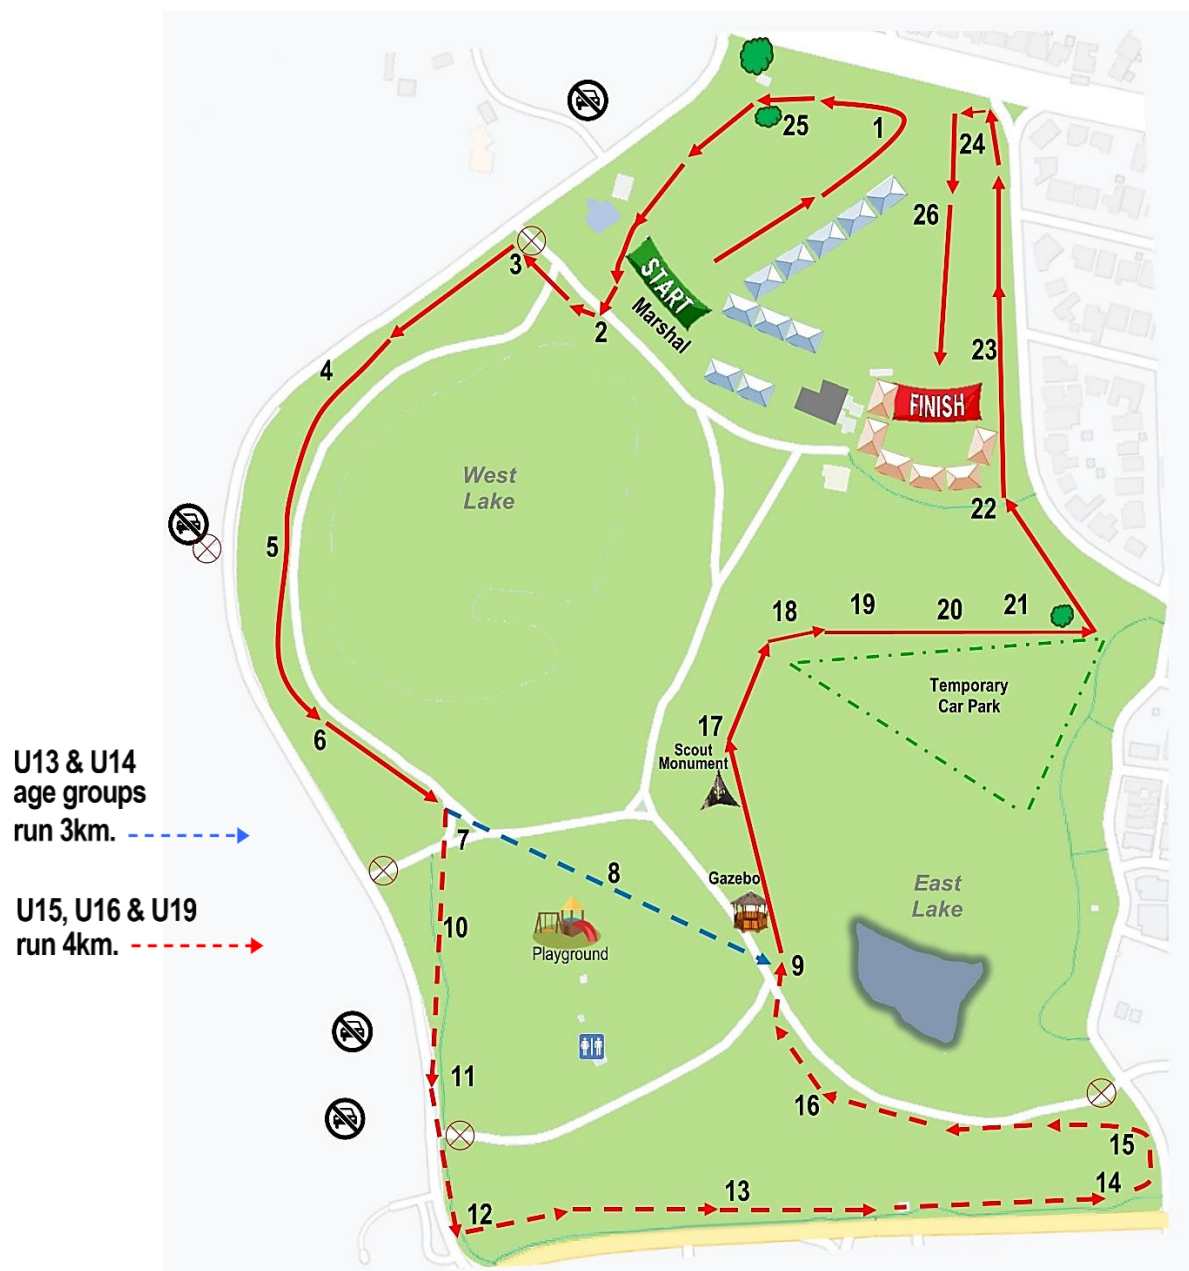 25
1
24
26
3
START
2
Marshal
23
4
FINISH
West
Lake
22
5
18
19
20
21
Temporary
Car Park
17
6
Scout
Monument
U13 & U14
age groups
run 3km.
7
8
Gazebo
East
Lake
U15, U16 & U19
run 4km.
10
Playground
9
11
16
15
14
13
12